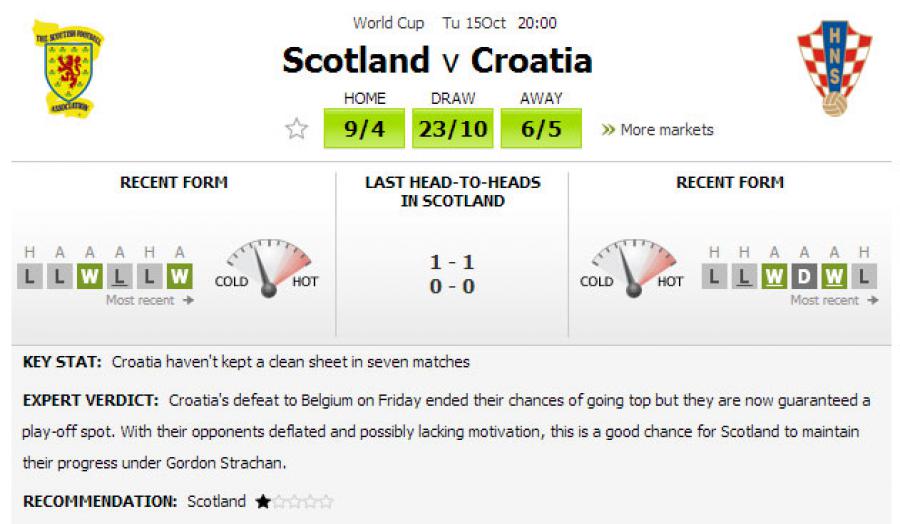 World Cup Tu 15Oct 20:00
Scotland v Croatia
HOME DRAW AWAY
9/4 23/10 6/5 » More markets
THE SCOTTISH FOOTBALL
ASSOCIATION
HNS
RECENT FORM
H A A A H A
L L W L L W
Most recent →
COLD HOT
LAST HEAD-TO-HEADS
IN SCOTLAND
1 - 1
0 - 0
RECENT FORM
COLD HOT
H H A A A H
L L W D W L
Most recent →
KEY STAT: Croatia haven't kept a clean sheet in seven matches
EXPERT VERDICT: Croatia's defeat to Belgium on Friday ended their chances of going top but they are now guaranteed a
play-off spot. With their opponents deflated and possibly lacking motivation, this is a good chance for Scotland to maintain
their progress under Gordon Strachan.
RECOMMENDATION: Scotland ★☆☆☆☆